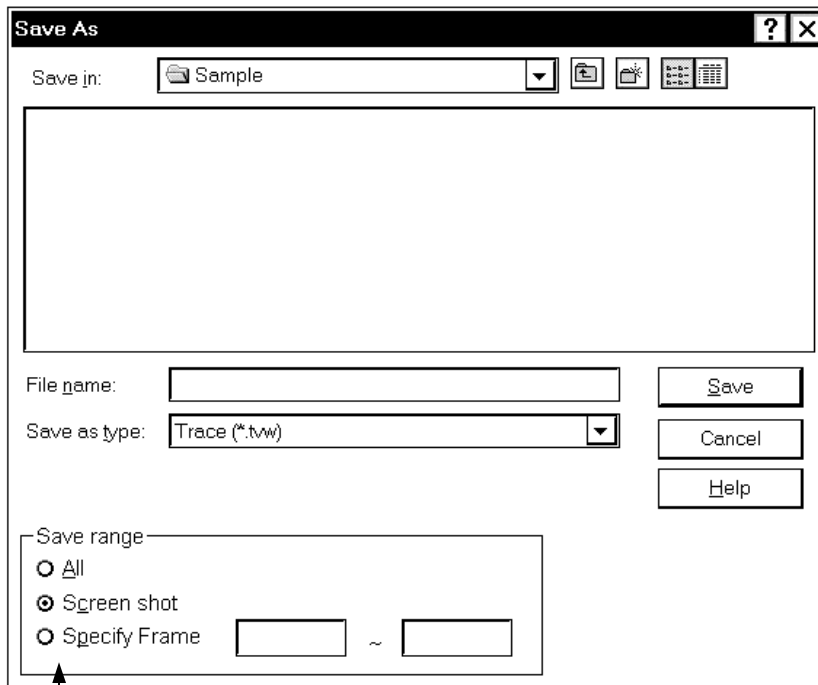 Save As
Save in: Sample
File name:
Save
Save as type: Trace (*.tvw)
Cancel
Help
Save range
All
Screen shot
Specify Frame ~